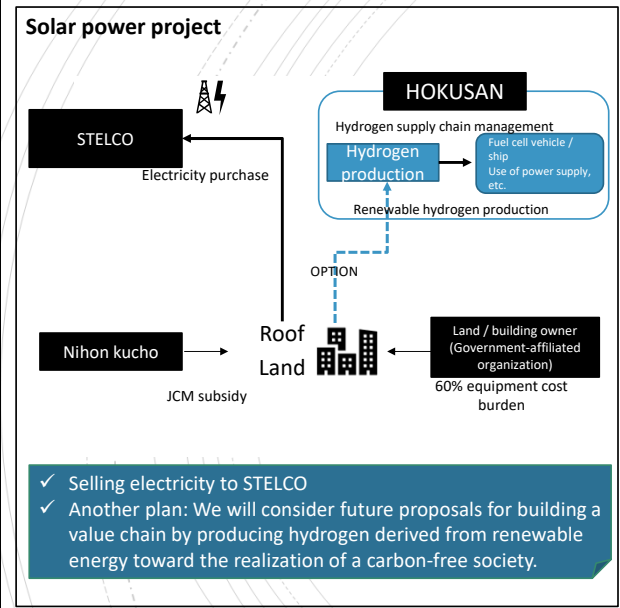 Solar power project
HOKUSAN
STELCO
Hydrogen supply chain management
Hydrogen
production
Fuel cell vehicle /
ship
Use of power supply,
etc.
Electricity purchase
Renewable hydrogen production
OPTION
Roof
Land
Nihon kucho
JCM subsidy
Land / building owner
(Government-affiliated
organization)
60% equipment cost
burden
✓ Selling electricity to STELCO
✓ Another plan: We will consider future proposals for building a
value chain by producing hydrogen derived from renewable
energy toward the realization of a carbon-free society.